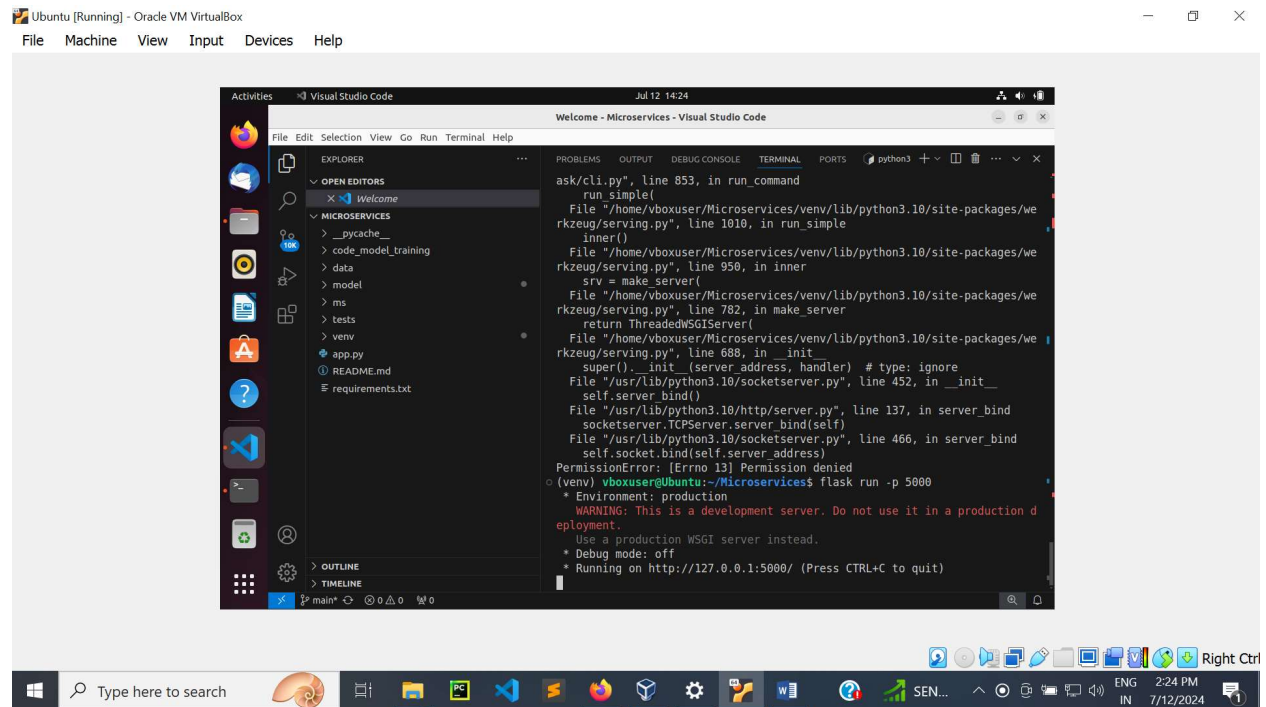 Ubuntu [Running] - Oracle VM VirtualBox
File Machine View Input Devices Help
Activities Visual Studio Code Jul 12 14:24
Welcome - Microservices - Visual Studio Code
File Edit Selection View Go Run Terminal Help
EXPLORER
OPEN EDITORS
Welcome
MICROSERVICES
__pycache__
code_model_training
data
model
ms
tests
venv
app.py
README.md
requirements.txt
OUTLINE
TIMELINE
10K
PROBLEMS OUTPUT DEBUG CONSOLE TERMINAL PORTS python3
ask/cli.py", line 853, in run_command
run_simple(
File "/home/vboxuser/Microservices/venv/lib/python3.10/site-packages/we
rkzeug/serving.py", line 1010, in run_simple
inner()
File "/home/vboxuser/Microservices/venv/lib/python3.10/site-packages/we
rkzeug/serving.py", line 950, in inner
srv = make_server(
File "/home/vboxuser/Microservices/venv/lib/python3.10/site-packages/we
rkzeug/serving.py", line 782, in make_server
return ThreadedWSGIServer(
File "/home/vboxuser/Microservices/venv/lib/python3.10/site-packages/we
rkzeug/serving.py", line 688, in __init__
super().__init__(server_address, handler) # type: ignore
File "/usr/lib/python3.10/socketserver.py", line 452, in __init__
self.server_bind()
File "/usr/lib/python3.10/http/server.py", line 137, in server_bind
socketserver.TCPServer.server_bind(self)
File "/usr/lib/python3.10/socketserver.py", line 466, in server_bind
self.socket.bind(self.server_address)
PermissionError: [Errno 13] Permission denied
(venv) vboxuser@Ubuntu:~/Microservices$ flask run -p 5000
* Environment: production
WARNING: This is a development server. Do not use it in a production d
eployment.
Use a production WSGI server instead.
* Debug mode: off
* Running on http://127.0.0.1:5000/ (Press CTRL+C to quit)
main* 0 0 0
Right Ctrl
Type here to search
SEN...
ENG
IN
2:24 PM
7/12/2024
1